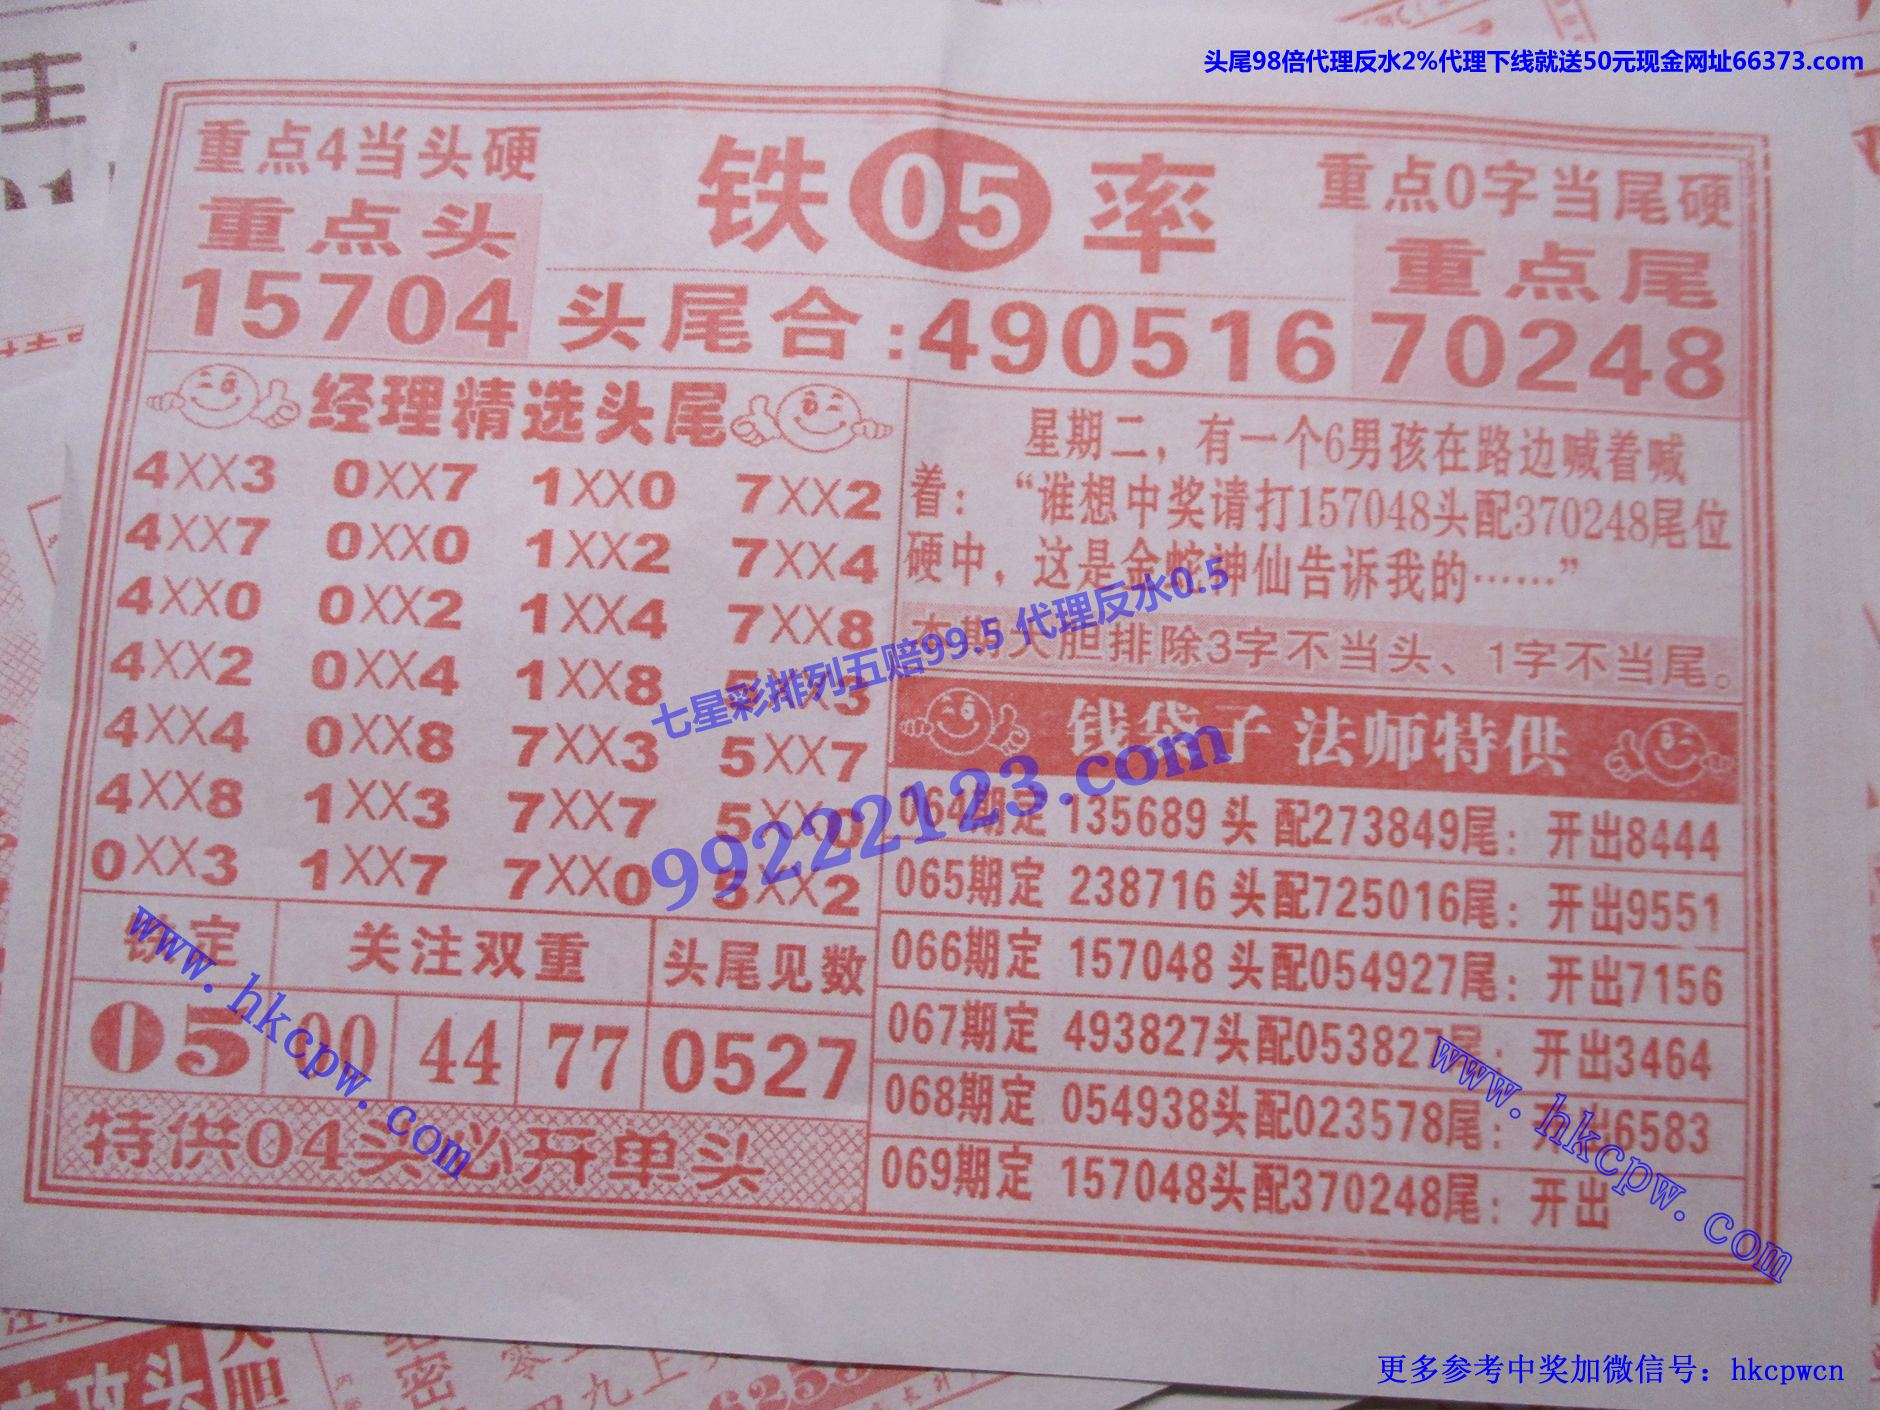 头尾98倍代理反水2%代理下线就送50元现金网址66373.com
重点4当头硬
重点头
15704
铁05率
头尾合:490516
重点0字当尾硬
重点尾
70248
经理精选头尾
4XX3 0XX7 1XX0 7XX2
4XX7 0XX0 1XX2 7XX4
4XX0 0XX2 1XX4 7XX8
4XX2 0XX4 1XX8 5XX3
4XX4 0XX8 7XX3 5XX7
4XX8 1XX3 7XX7 5XX0
0XX3 1XX7 7XX0 5XX2
星期二，有一个6男孩在路边喊着喊
着：“谁想中奖请打157048头配370248尾位
硬中，这是金蛇神仙告诉我的……”
本期大胆排除3字不当头、1字不当尾。
七星彩排列五赔99.5 代理反水0.5
99222123.com
钱袋子 法师特供
064期定 135689 头 配273849尾：开出8444
065期定 238716 头配725016尾：开出9551
066期定 157048 头配054927尾：开出7156
067期定 493827头配053827尾：开出3464
068期定 054938头配023578尾：开出6583
069期定 157048头配370248尾：开出
铁定 关注双重 头尾见数
05 00 44 77 0527
特供04头必开单头
www.hkcpw.com
www.hkcpw.com
攻头
大胆
更多参考中奖加微信号：hkcpwcn